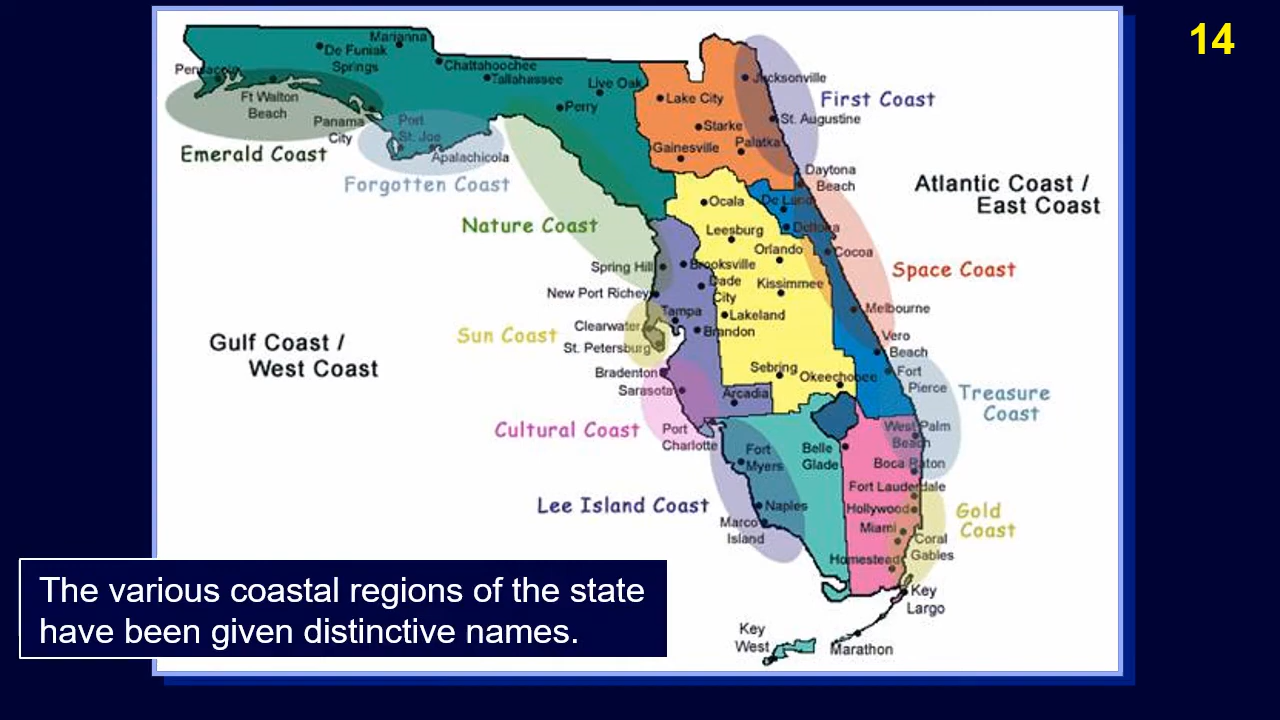 14
Marianna
De Funiak
Springs
Pensacola
Chattahoochee
Tallahassee
Live Oak
Perry
Ft Walton
Beach
Panama
City
Port
St. Joe
Apalachicola
Emerald Coast
Forgotten Coast
Nature Coast
Jacksonville
Lake City
First Coast
St. Augustine
Starke
Gainesville
Palatka
Daytona
Beach
Atlantic Coast /
East Coast
De Land
Ocala
Deltona
Leesburg
Orlando
Cocoa
Space Coast
Spring Hill
Brooksville
Dade
City
Kissimmee
New Port Richey
Tampa
Lakeland
Melbourne
Clearwater
Brandon
Sun Coast
St. Petersburg
Vero
Beach
Gulf Coast /
West Coast
Bradenton
Sebring
Okeechobee
Fort
Pierce
Sarasota
Arcadia
Treasure
Coast
Cultural Coast
Port
Charlotte
West Palm
Beach
Fort
Myers
Belle
Glade
Boca Raton
Fort Lauderdale
Lee Island Coast
Naples
Hollywood
Gold
Coast
Marco
Island
Miami
Coral
Gables
Homestead
Key
Largo
Key
West
Marathon
The various coastal regions of the state
have been given distinctive names.